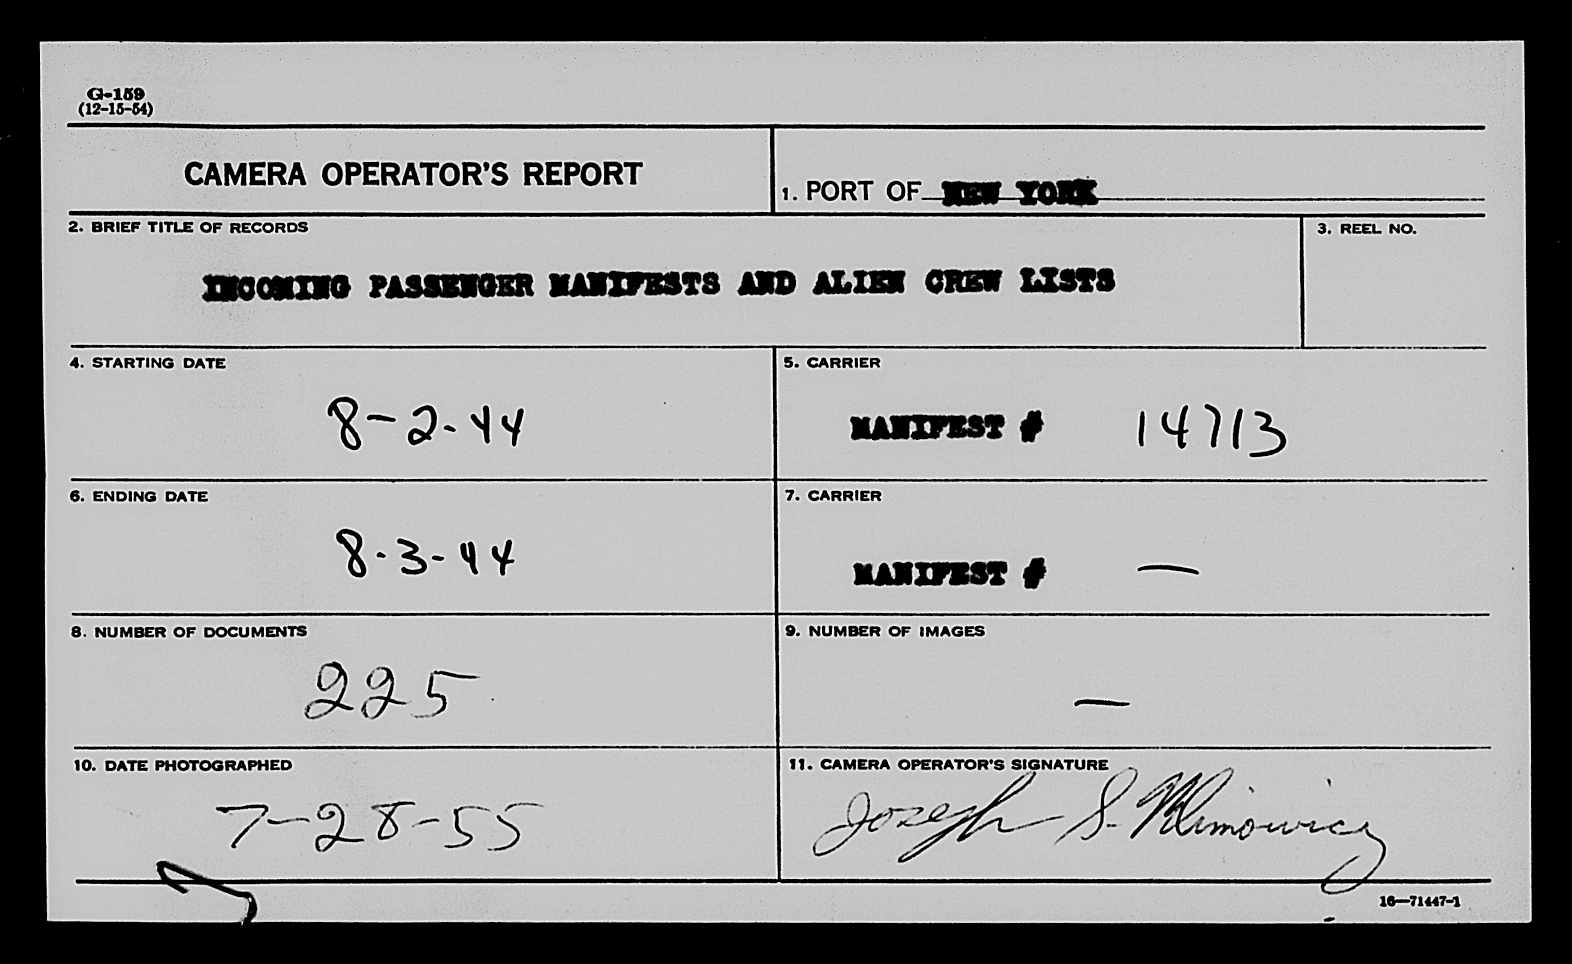 G-159
(12-15-54)
CAMERA OPERATOR'S REPORT
1. PORT OF NEW YORK
2. BRIEF TITLE OF RECORDS
3. REEL NO.
INCOMING PASSENGER MANIFESTS AND ALIEN CREW LISTS
4. STARTING DATE
8-2-44
5. CARRIER
MANIFEST # 14713
6. ENDING DATE
8-3-44
7. CARRIER
MANIFEST # —
8. NUMBER OF DOCUMENTS
225
9. NUMBER OF IMAGES
—
10. DATE PHOTOGRAPHED
7-28-55
11. CAMERA OPERATOR'S SIGNATURE
Joseph S. Klimowicz
16—71447-1